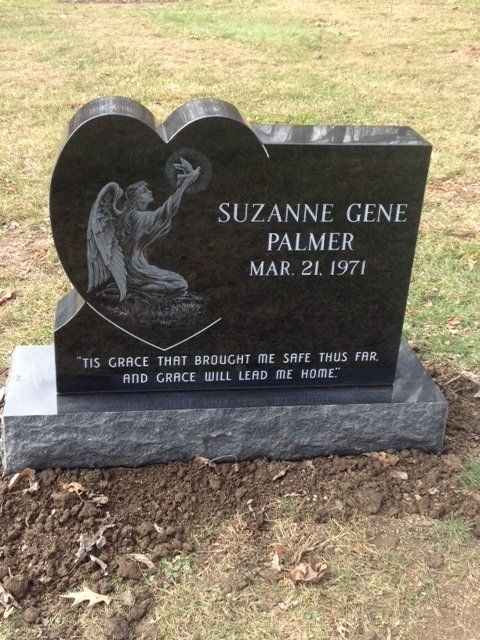 SUZANNE GENE
PALMER
MAR. 21, 1971
"TIS GRACE THAT BROUGHT ME SAFE THUS FAR,
AND GRACE WILL LEAD ME HOME."